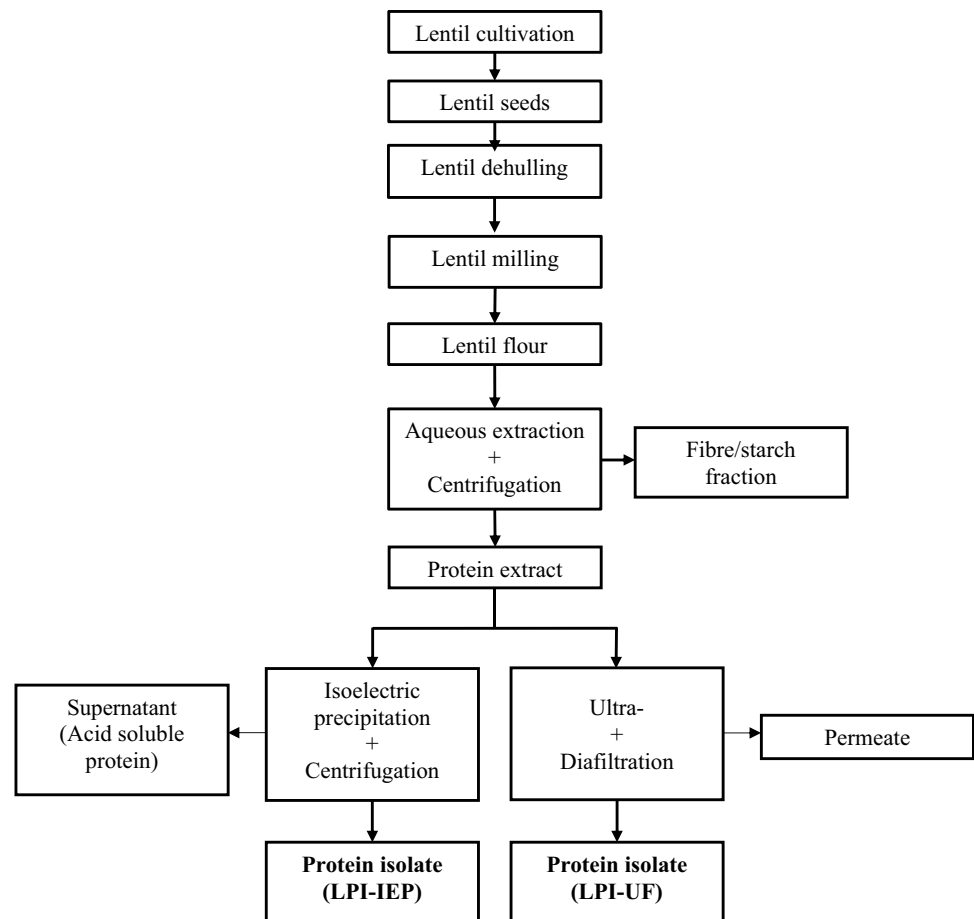 Lentil cultivation
Lentil seeds
Lentil dehulling
Lentil milling
Lentil flour
Aqueous extraction
+
Centrifugation
Fibre/starch
fraction
Protein extract
Supernatant
(Acid soluble
protein)
Isoelectric
precipitation
+
Centrifugation
Ultra-
+
Diafiltration
Permeate
Protein isolate
(LPI-IEP)
Protein isolate
(LPI-UF)